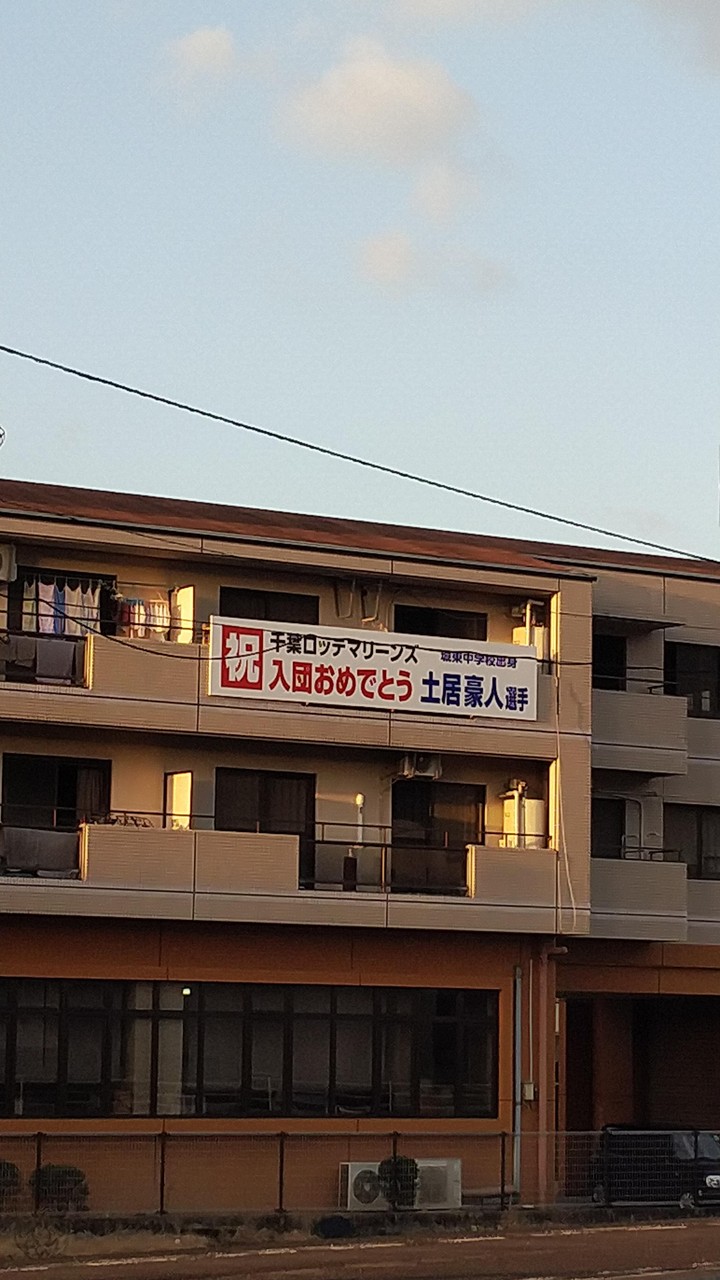 祝
千葉ロッテマリーンズ 城東中学校出身
入団おめでとう 土居豪人選手